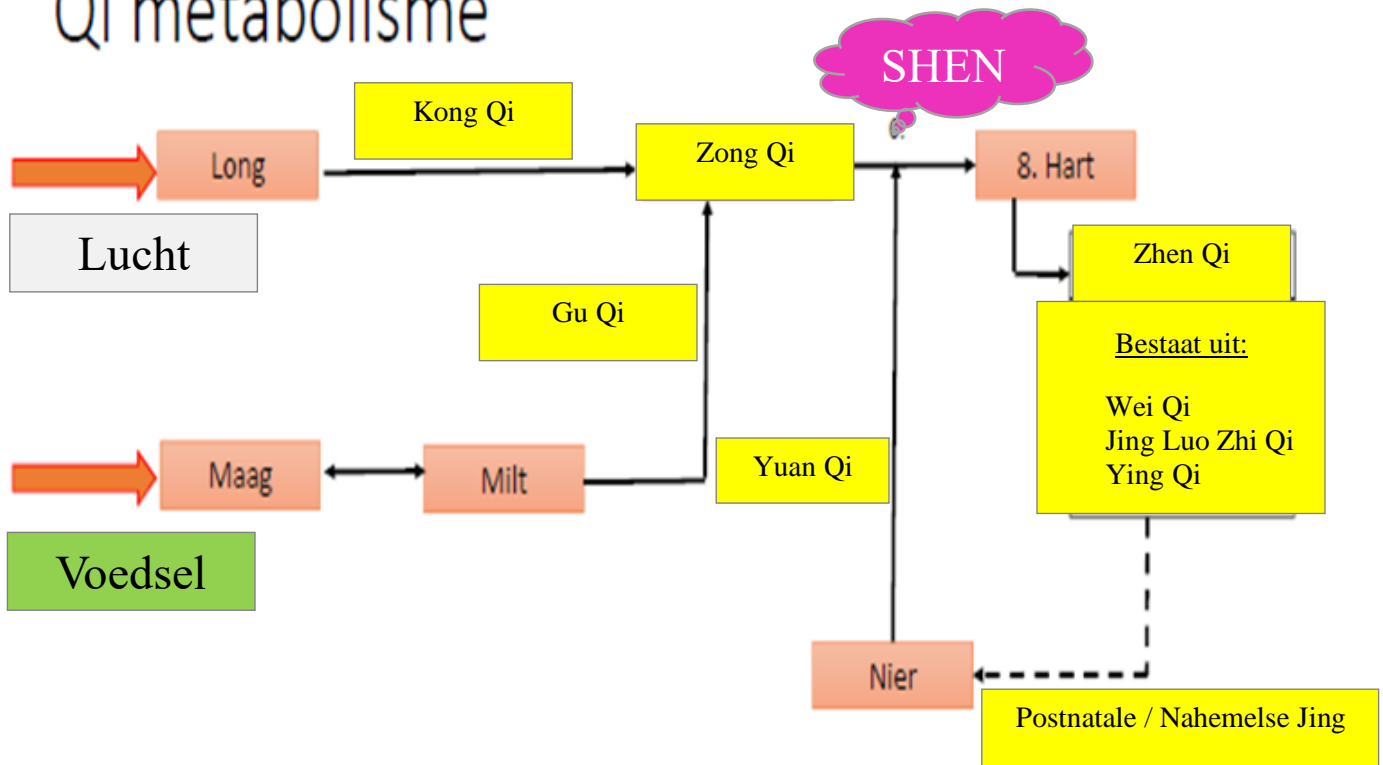 Qi metabolisme
SHEN
Kong Qi
Long
Zong Qi
8. Hart
Lucht
Zhen Qi
Gu Qi
Bestaat uit:
Wei Qi
Jing Luo Zhi Qi
Ying Qi
Maag
Milt
Yuan Qi
Voedsel
Nier
Postnatale / Nahemelse Jing